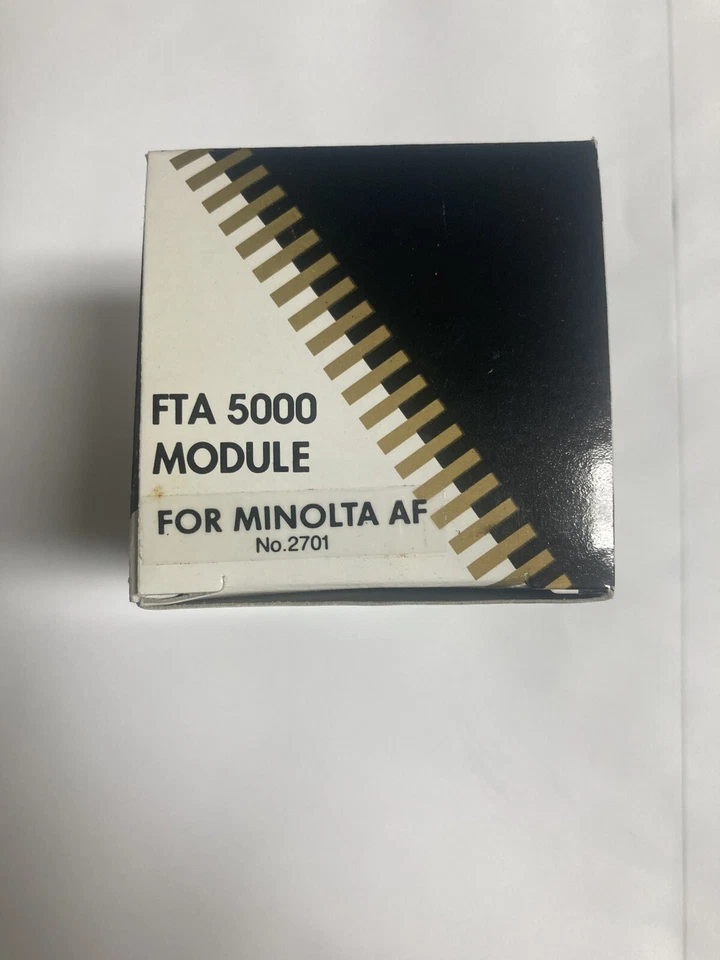 FTA 5000
MODULE
FOR MINOLTA AF
No.2701